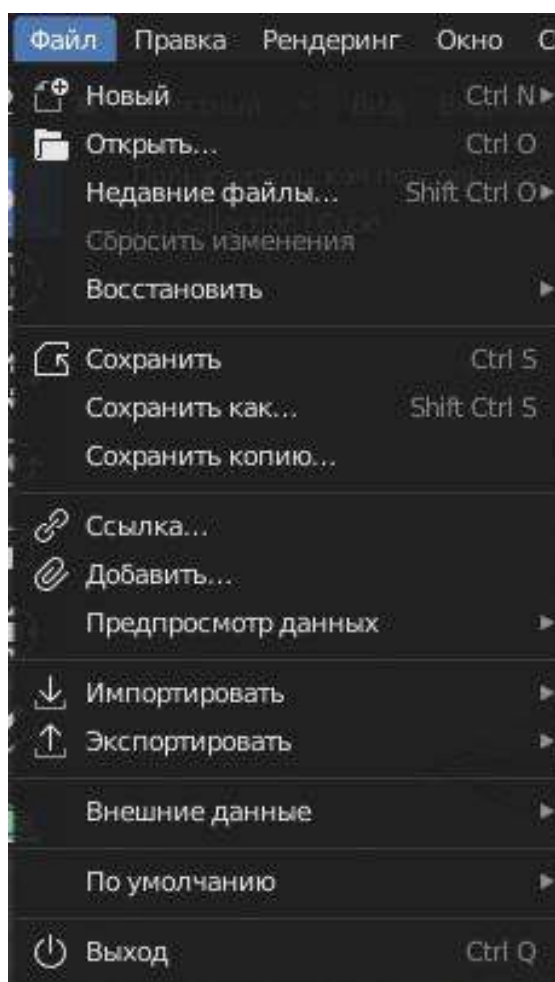 Файл Правка Рендеринг Окно
Новый Ctrl N
Открыть... Ctrl O
Недавние файлы... Shift Ctrl O
Сбросить изменения
Восстановить
Сохранить Ctrl S
Сохранить как... Shift Ctrl S
Сохранить копию...
Ссылка...
Добавить...
Предпросмотр данных
Импортировать
Экспортировать
Внешние данные
По умолчанию
Выход Ctrl Q